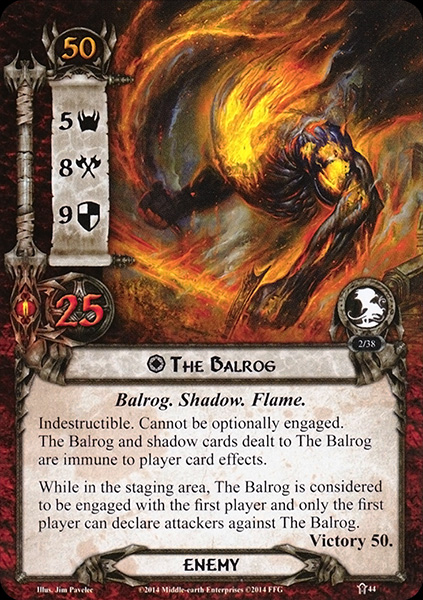 50
5
8
9
25
2/38
The Balrog
Balrog. Shadow. Flame.
Indestructible. Cannot be optionally engaged.
The Balrog and shadow cards dealt to The Balrog
are immune to player card effects.
While in the staging area, The Balrog is considered
to be engaged with the first player and only the first
player can declare attackers against The Balrog.
Victory 50.
ENEMY
Illus. Jim Pavelec ©2014 Middle-earth Enterprises ©2014 FFG 44